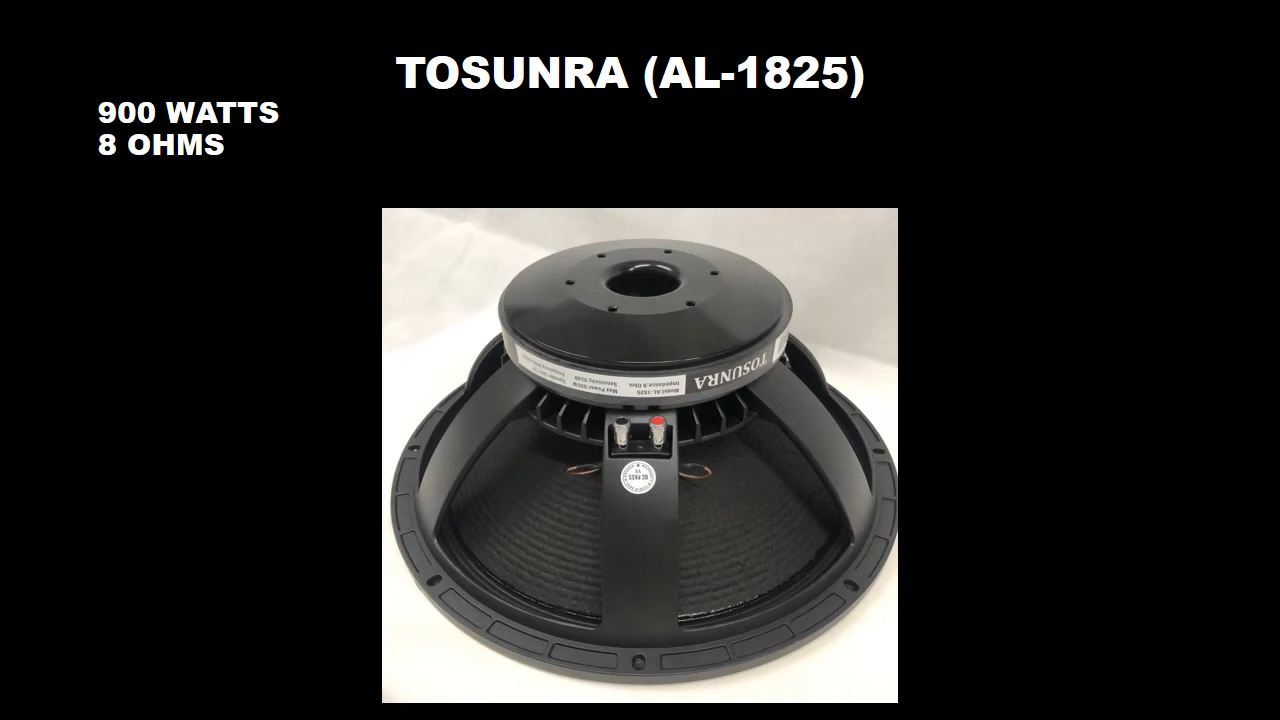 TOSUNRA (AL-1825)
900 WATTS
8 OHMS
TOSUNRA
Model:AL-1825
Impedance:8 Ohm
Max Power:900W
QC PASS